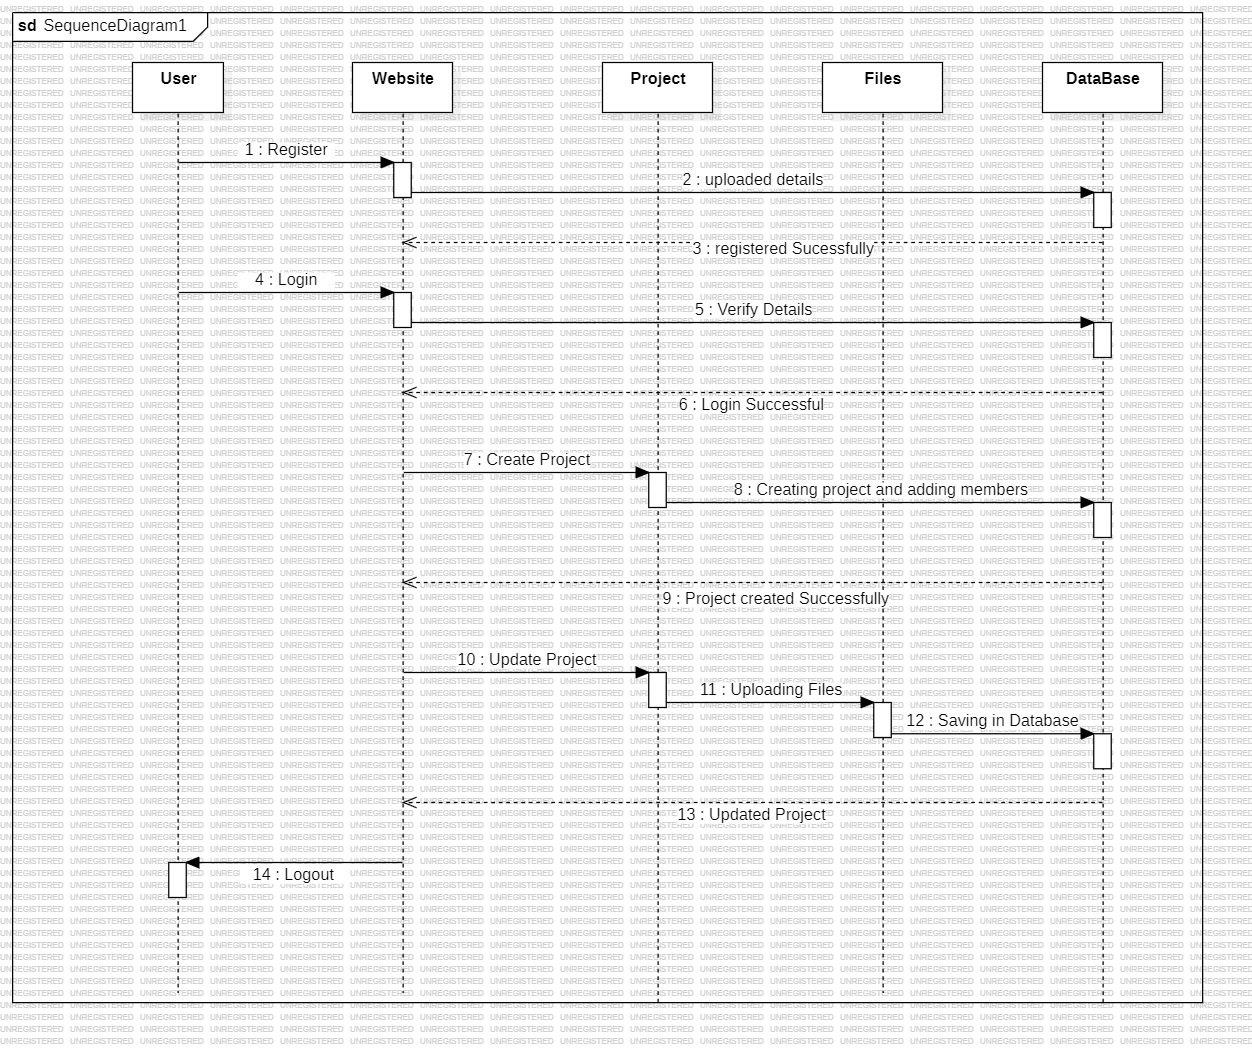 sd SequenceDiagram1
User
Website
Project
Files
DataBase
1 : Register
2 : uploaded details
3 : registered Sucessfully
4 : Login
5 : Verify Details
6 : Login Successful
7 : Create Project
8 : Creating project and adding members
9 : Project created Successfully
10 : Update Project
11 : Uploading Files
12 : Saving in Database
13 : Updated Project
14 : Logout
UNREGISTERED